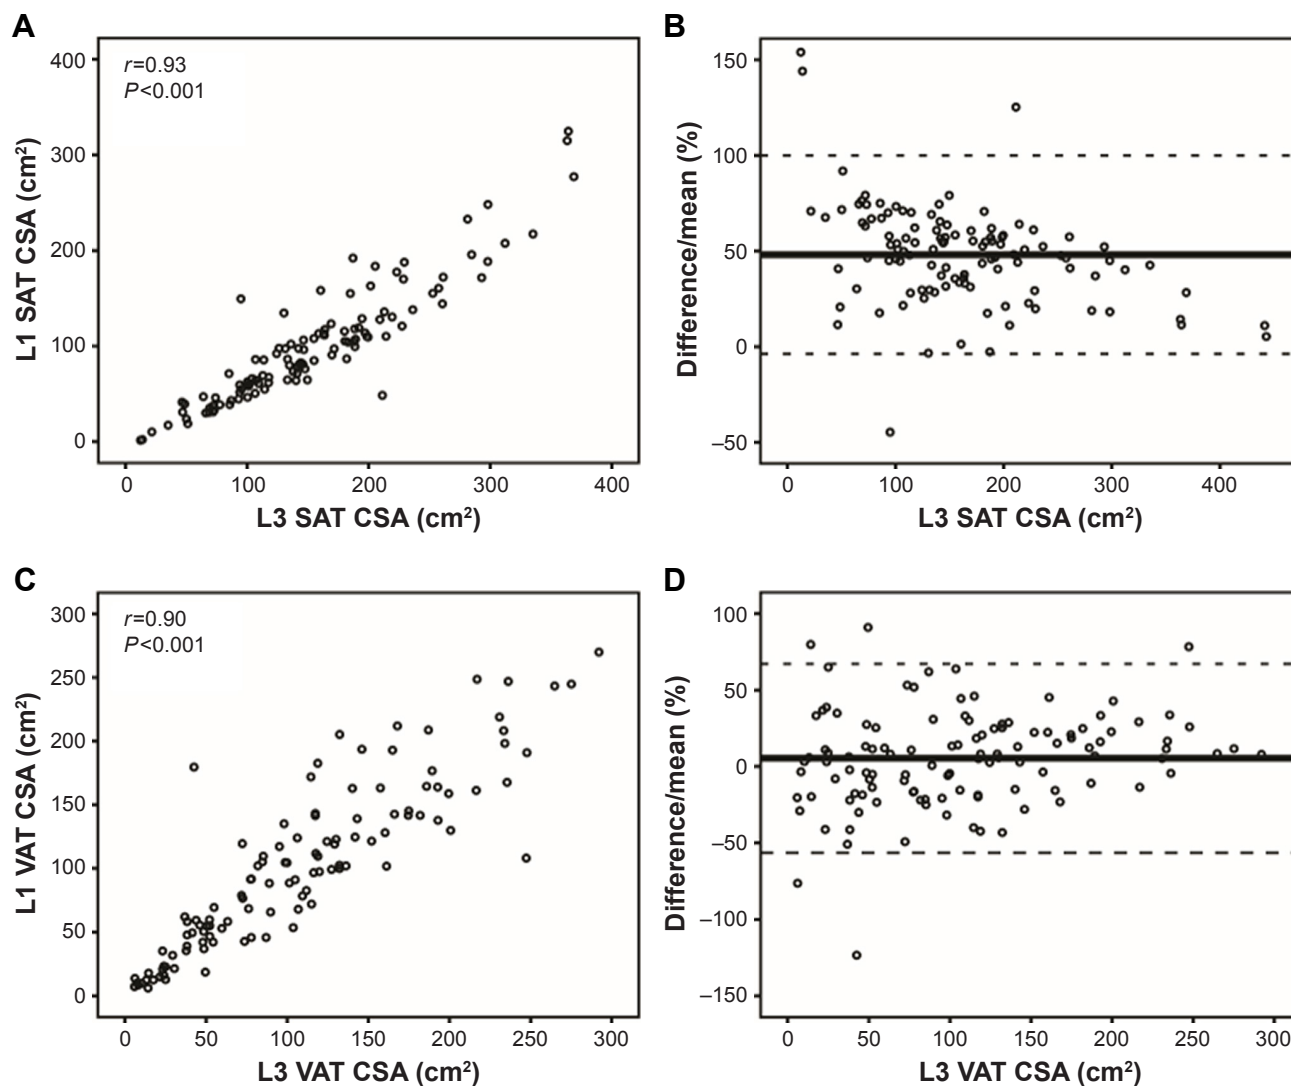 A
r=0.93
P<0.001
L1 SAT CSA (cm²)
400
300
200
100
0
0 100 200 300 400
L3 SAT CSA (cm²)
B
Difference/mean (%)
150
100
50
0
–50
0 100 200 300 400
L3 SAT CSA (cm²)
C
r=0.90
P<0.001
L1 VAT CSA (cm²)
300
250
200
150
100
50
0
0 50 100 150 200 250 300
L3 VAT CSA (cm²)
D
Difference/mean (%)
100
50
0
–50
–100
–150
0 50 100 150 200 250 300
L3 VAT CSA (cm²)